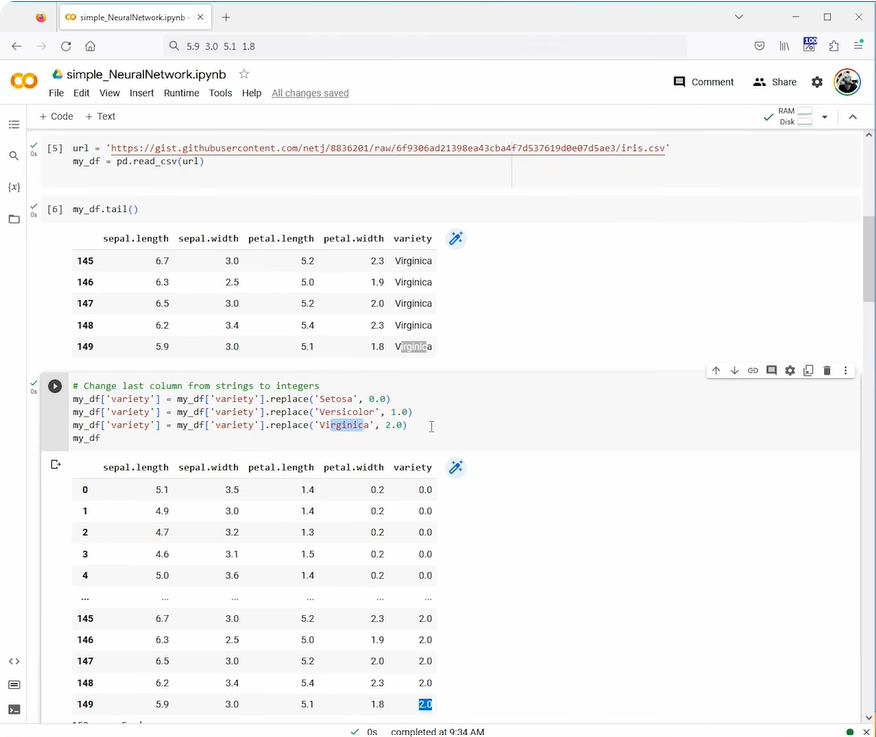 simple_NeuralNetwork.ipynb -
5.9 3.0 5.1 1.8
100
simple_NeuralNetwork.ipynb
Comment
Share
File Edit View Insert Runtime Tools Help All changes saved
+ Code + Text
RAM
Disk
[5] url = 'https://gist.githubusercontent.com/netj/8836201/raw/6f9306ad21398ea43cba4f7d537619d0e07d5ae3/iris.csv'
0s
my_df = pd.read_csv(url)
[6] my_df.tail()
0s
sepal.length sepal.width petal.length petal.width variety
145 6.7 3.0 5.2 2.3 Virginica
146 6.3 2.5 5.0 1.9 Virginica
147 6.5 3.0 5.2 2.0 Virginica
148 6.2 3.4 5.4 2.3 Virginica
149 5.9 3.0 5.1 1.8 Virginica
0s
# Change last column from strings to integers
my_df['variety'] = my_df['variety'].replace('Setosa', 0.0)
my_df['variety'] = my_df['variety'].replace('Versicolor', 1.0)
my_df['variety'] = my_df['variety'].replace('Virginica', 2.0)
my_df
sepal.length sepal.width petal.length petal.width variety
0 5.1 3.5 1.4 0.2 0.0
1 4.9 3.0 1.4 0.2 0.0
2 4.7 3.2 1.3 0.2 0.0
3 4.6 3.1 1.5 0.2 0.0
4 5.0 3.6 1.4 0.2 0.0
... ... ... ... ... ...
145 6.7 3.0 5.2 2.3 2.0
146 6.3 2.5 5.0 1.9 2.0
147 6.5 3.0 5.2 2.0 2.0
148 6.2 3.4 5.4 2.3 2.0
149 5.9 3.0 5.1 1.8 2.0
0s completed at 9:34 AM